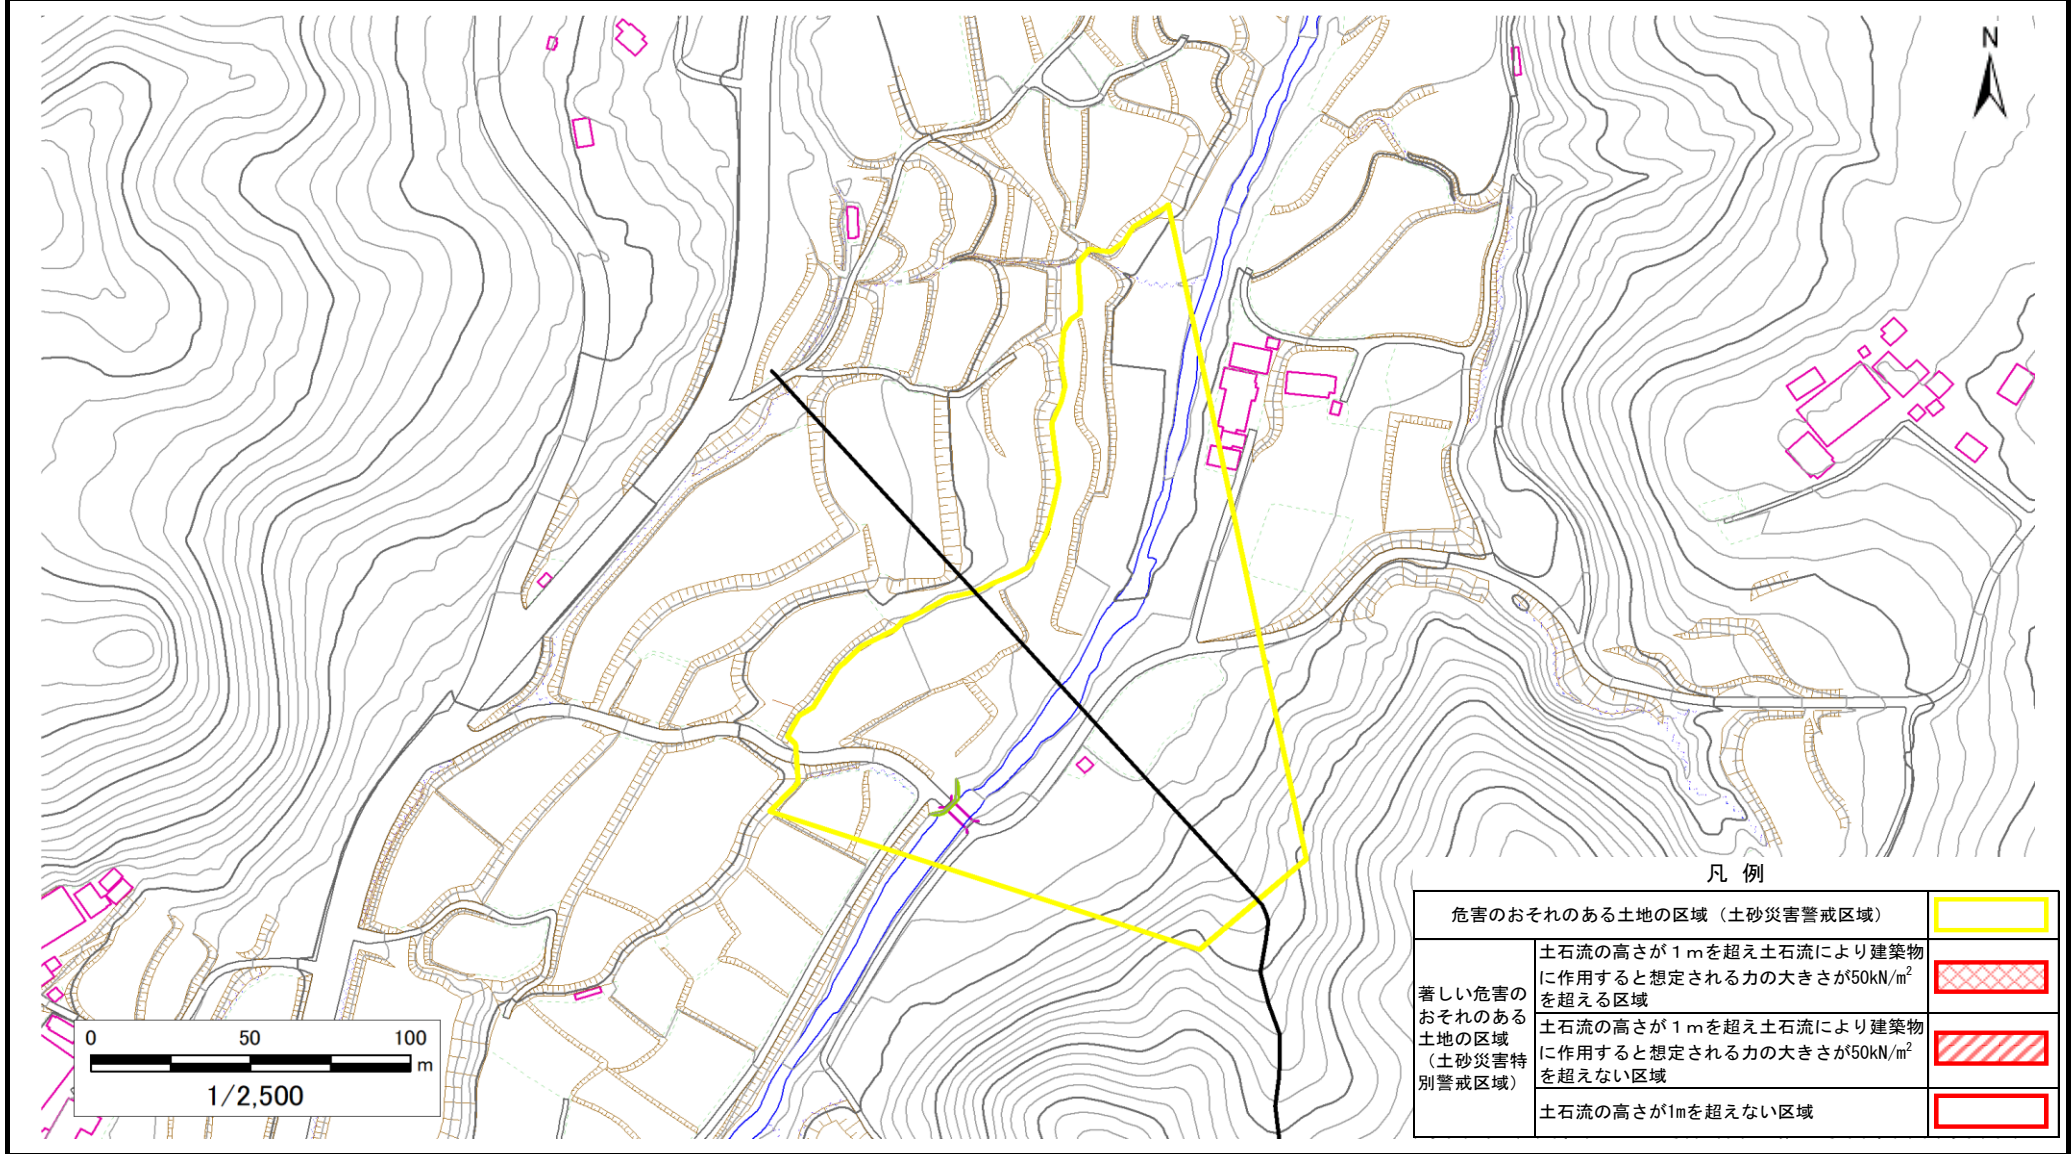 N
凡 例
危害のおそれのある土地の区域（土砂災害警戒区域）
著しい危害の
おそれのある
土地の区域
（土砂災害特
別警戒区域）
土石流の高さが１ｍを超え土石流により建築物
に作用すると想定される力の大きさが50kN/m²
を超える区域
土石流の高さが１ｍを超え土石流により建築物
に作用すると想定される力の大きさが50kN/m²
を超えない区域
土石流の高さが1mを超えない区域
0 50 100
m
1/2,500